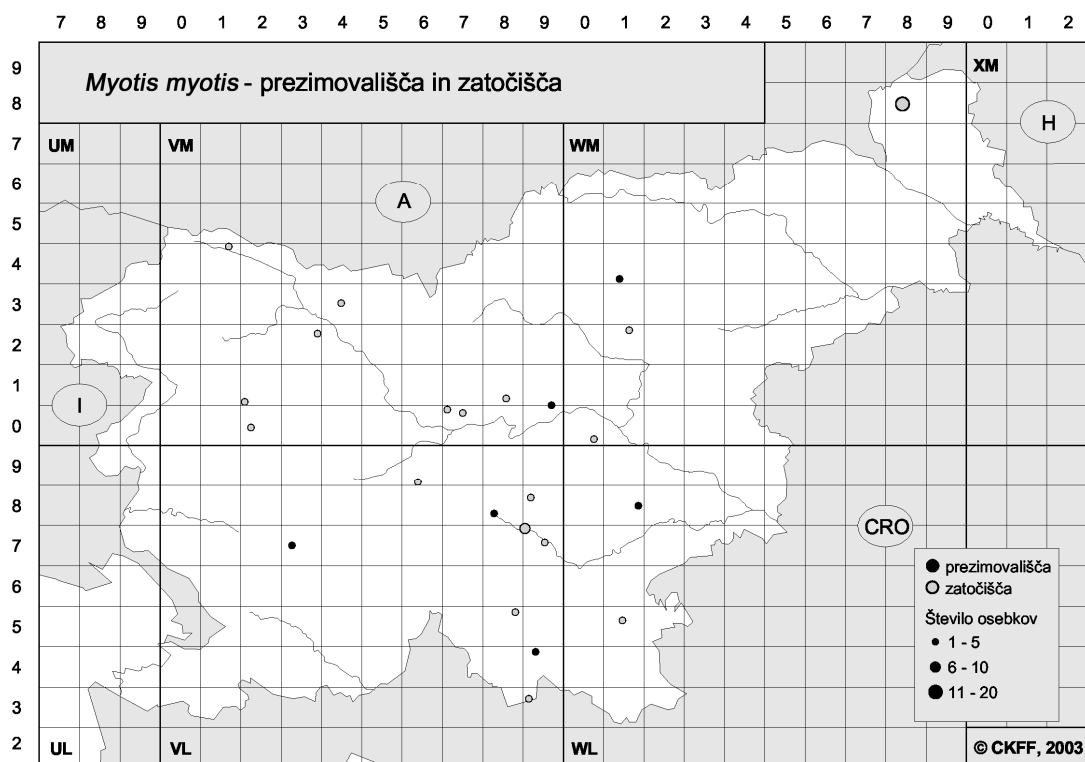 7 8 9 0 1 2 3 4 5 6 7 8 9 0 1 2 3 4 5 6 7 8 9 0 1 2
Myotis myotis - prezimovališča in zatočišča
9
8
7
6
5
4
3
2
1
0
9
8
7
6
5
4
3
2
UM
VM
WM
XM
H
A
I
CRO
prezimovališča
zatočišča
Število osebkov
1 - 5
6 - 10
11 - 20
UL
VL
WL
© CKFF, 2003